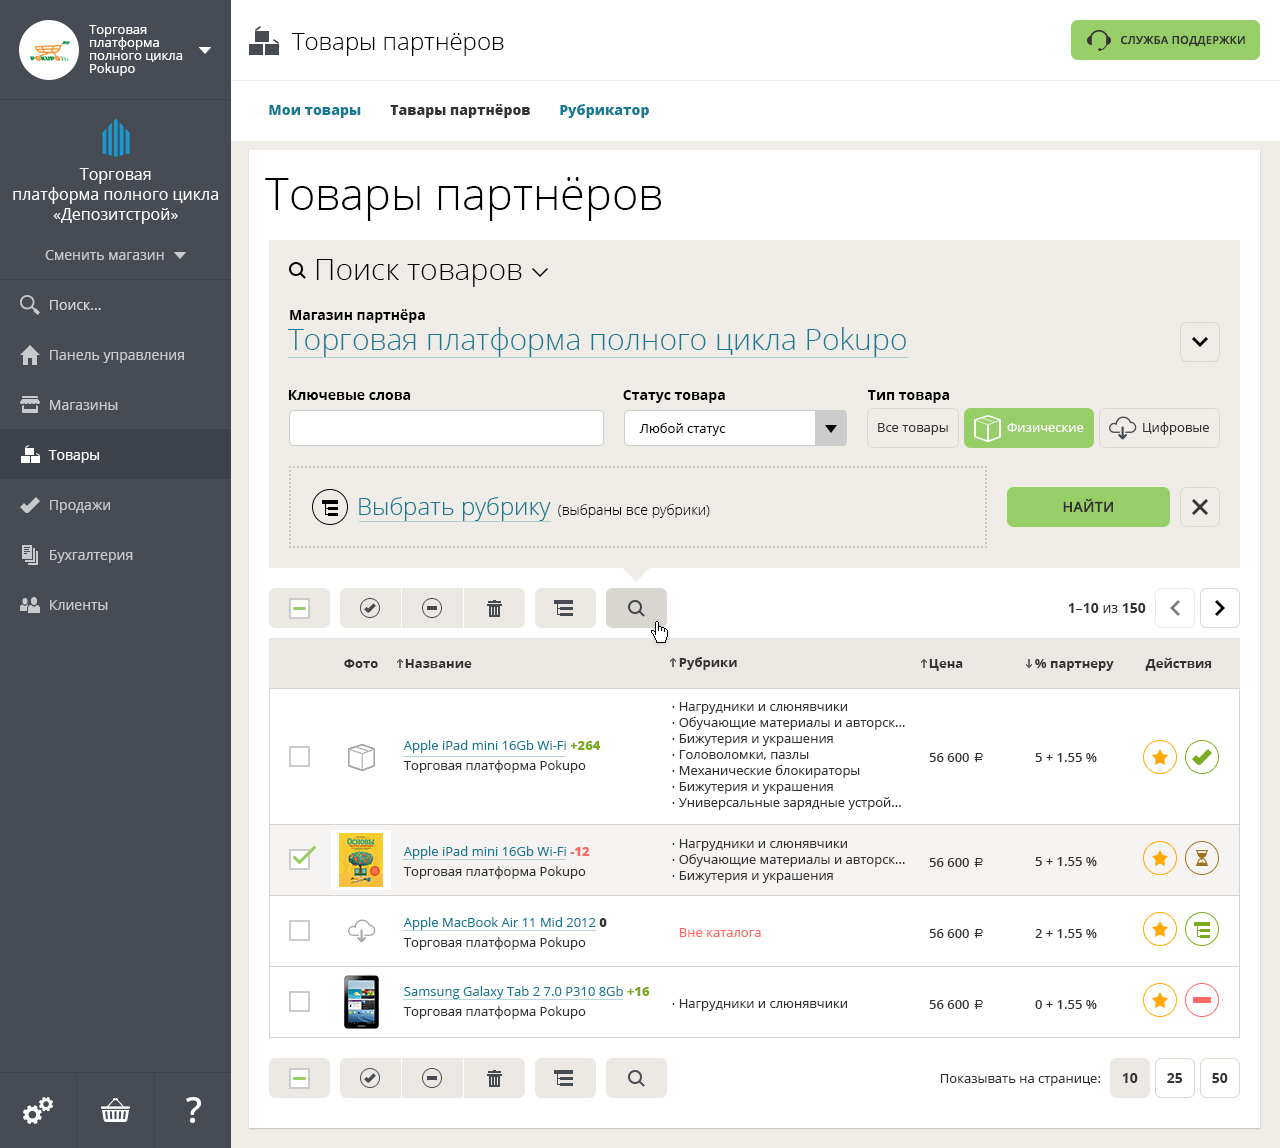 Торговая
платформа
полного цикла
Pokupo
POKUPO
Товары партнёров
СЛУЖБА ПОДДЕРЖКИ
Мои товары
Тавары партнёров
Рубрикатор
Торговая
платформа полного цикла
«Депозитстрой»
Сменить магазин
Поиск...
Панель управления
Магазины
Товары
Продажи
Бухгалтерия
Клиенты
?
Товары партнёров
Поиск товаров
Магазин партнёра
Торговая платформа полного цикла Pokupo
Ключевые слова
Статус товара
Тип товара
Любой статус
Все товары
Физические
Цифровые
Выбрать рубрику (выбраны все рубрики)
НАЙТИ
1–10 из 150
Фото
↑Название
↑Рубрики
↑Цена
↓% партнеру
Действия
Apple iPad mini 16Gb Wi-Fi +264
Торговая платформа Pokupo
· Нагрудники и слюнявчики
· Обучающие материалы и авторск...
· Бижутерия и украшения
· Головоломки, пазлы
· Механические блокираторы
· Бижутерия и украшения
· Универсальные зарядные устрой...
56 600 ₽
5 + 1.55 %
ОСНОВЫ
Apple iPad mini 16Gb Wi-Fi -12
Торговая платформа Pokupo
· Нагрудники и слюнявчики
· Обучающие материалы и авторск...
· Бижутерия и украшения
56 600 ₽
5 + 1.55 %
Apple MacBook Air 11 Mid 2012 0
Торговая платформа Pokupo
Вне каталога
56 600 ₽
2 + 1.55 %
Samsung Galaxy Tab 2 7.0 P310 8Gb +16
Торговая платформа Pokupo
· Нагрудники и слюнявчики
56 600 ₽
0 + 1.55 %
Показывать на странице:
10
25
50